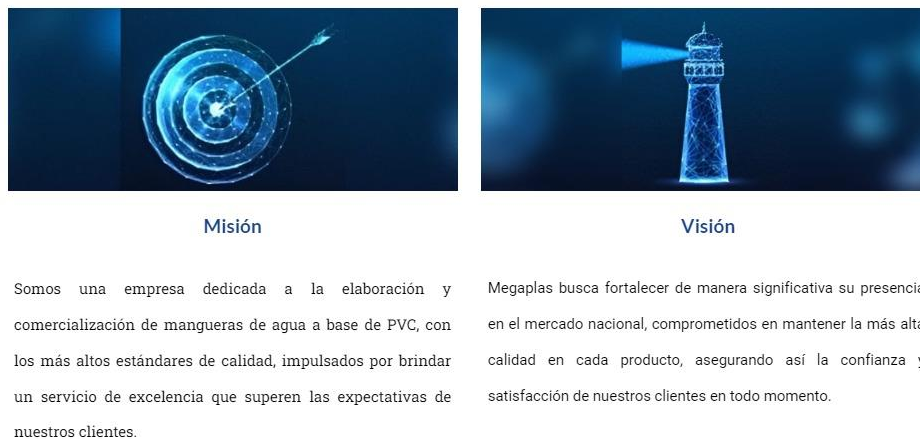 Misión
Somos una empresa dedicada a la elaboración y
comercialización de mangueras de agua a base de PVC, con
los más altos estándares de calidad, impulsados por brindar
un servicio de excelencia que superen las expectativas de
nuestros clientes.
Visión
Megaplas busca fortalecer de manera significativa su presencia
en el mercado nacional, comprometidos en mantener la más alta
calidad en cada producto, asegurando así la confianza y
satisfacción de nuestros clientes en todo momento.